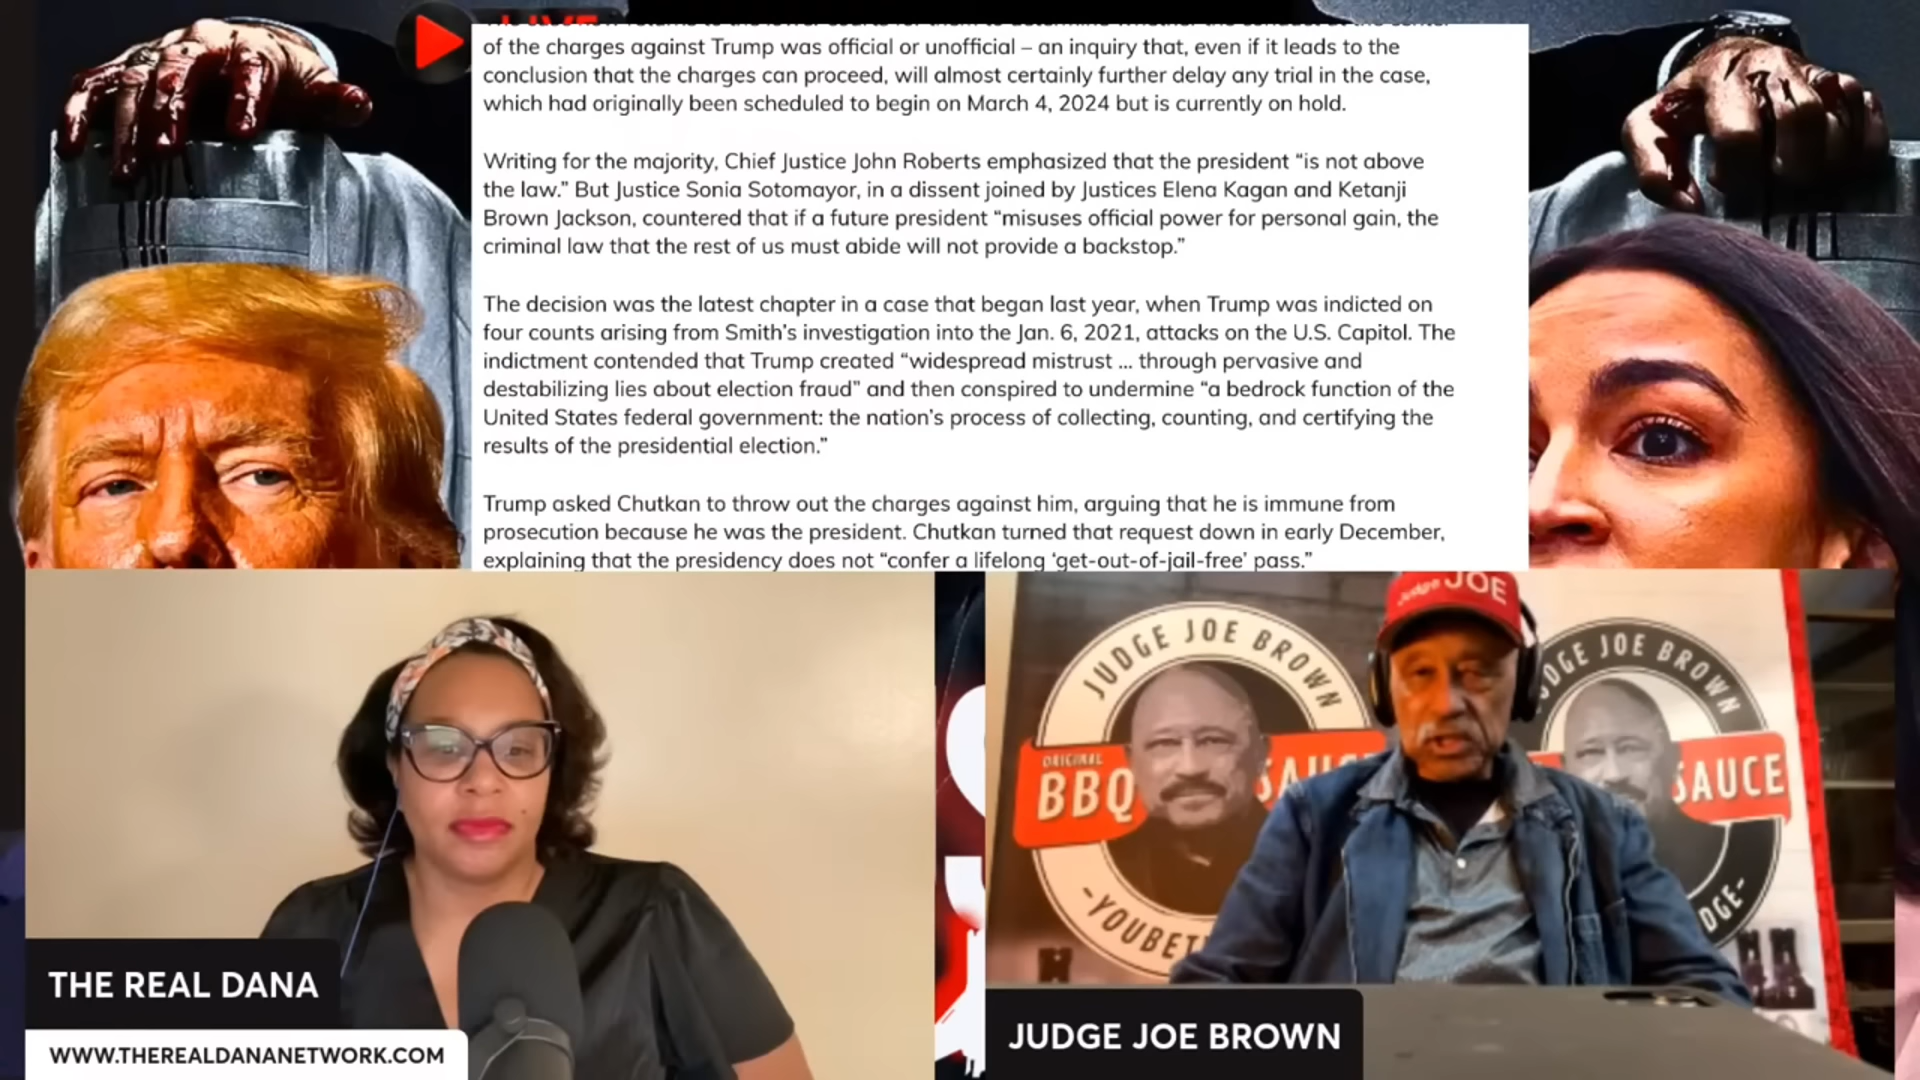 LIVE
of the charges against Trump was official or unofficial – an inquiry that, even if it leads to the
conclusion that the charges can proceed, will almost certainly further delay any trial in the case,
which had originally been scheduled to begin on March 4, 2024 but is currently on hold.
Writing for the majority, Chief Justice John Roberts emphasized that the president “is not above
the law.” But Justice Sonia Sotomayor, in a dissent joined by Justices Elena Kagan and Ketanji
Brown Jackson, countered that if a future president “misuses official power for personal gain, the
criminal law that the rest of us must abide will not provide a backstop.”
The decision was the latest chapter in a case that began last year, when Trump was indicted on
four counts arising from Smith’s investigation into the Jan. 6, 2021, attacks on the U.S. Capitol. The
indictment contended that Trump created “widespread mistrust ... through pervasive and
destabilizing lies about election fraud” and then conspired to undermine “a bedrock function of the
United States federal government: the nation’s process of collecting, counting, and certifying the
results of the presidential election.”
Trump asked Chutkan to throw out the charges against him, arguing that he is immune from
prosecution because he was the president. Chutkan turned that request down in early December,
explaining that the presidency does not “confer a lifelong ‘get-out-of-jail-free’ pass.”
Judge JOE
JUDGE JOE BROWN
ORIGINAL
BBQ
JOE BROWN
SAUCE
THE REAL DANA
WWW.THEREALDANANETWORK.COM
JUDGE JOE BROWN